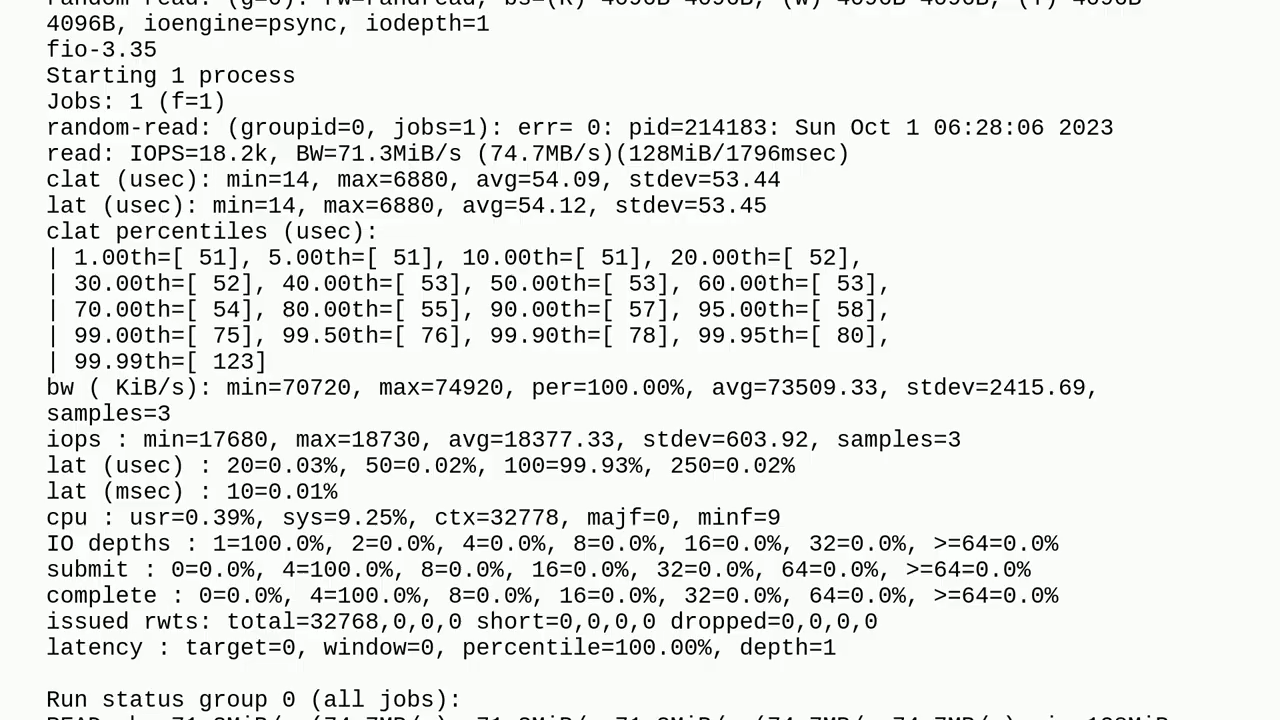 random-read: (g=0): rw=randread, bs=(R) 4096B-4096B, (W) 4096B-4096B, (T) 4096B-
4096B, ioengine=psync, iodepth=1
fio-3.35
Starting 1 process
Jobs: 1 (f=1)
random-read: (groupid=0, jobs=1): err= 0: pid=214183: Sun Oct 1 06:28:06 2023
read: IOPS=18.2k, BW=71.3MiB/s (74.7MB/s)(128MiB/1796msec)
clat (usec): min=14, max=6880, avg=54.09, stdev=53.44
lat (usec): min=14, max=6880, avg=54.12, stdev=53.45
clat percentiles (usec):
| 1.00th=[ 51], 5.00th=[ 51], 10.00th=[ 51], 20.00th=[ 52],
| 30.00th=[ 52], 40.00th=[ 53], 50.00th=[ 53], 60.00th=[ 53],
| 70.00th=[ 54], 80.00th=[ 55], 90.00th=[ 57], 95.00th=[ 58],
| 99.00th=[ 75], 99.50th=[ 76], 99.90th=[ 78], 99.95th=[ 80],
| 99.99th=[ 123]
bw ( KiB/s): min=70720, max=74920, per=100.00%, avg=73509.33, stdev=2415.69,
samples=3
iops : min=17680, max=18730, avg=18377.33, stdev=603.92, samples=3
lat (usec) : 20=0.03%, 50=0.02%, 100=99.93%, 250=0.02%
lat (msec) : 10=0.01%
cpu : usr=0.39%, sys=9.25%, ctx=32778, majf=0, minf=9
IO depths : 1=100.0%, 2=0.0%, 4=0.0%, 8=0.0%, 16=0.0%, 32=0.0%, >=64=0.0%
submit : 0=0.0%, 4=100.0%, 8=0.0%, 16=0.0%, 32=0.0%, 64=0.0%, >=64=0.0%
complete : 0=0.0%, 4=100.0%, 8=0.0%, 16=0.0%, 32=0.0%, 64=0.0%, >=64=0.0%
issued rwts: total=32768,0,0,0 short=0,0,0,0 dropped=0,0,0,0
latency : target=0, window=0, percentile=100.00%, depth=1
Run status group 0 (all jobs):